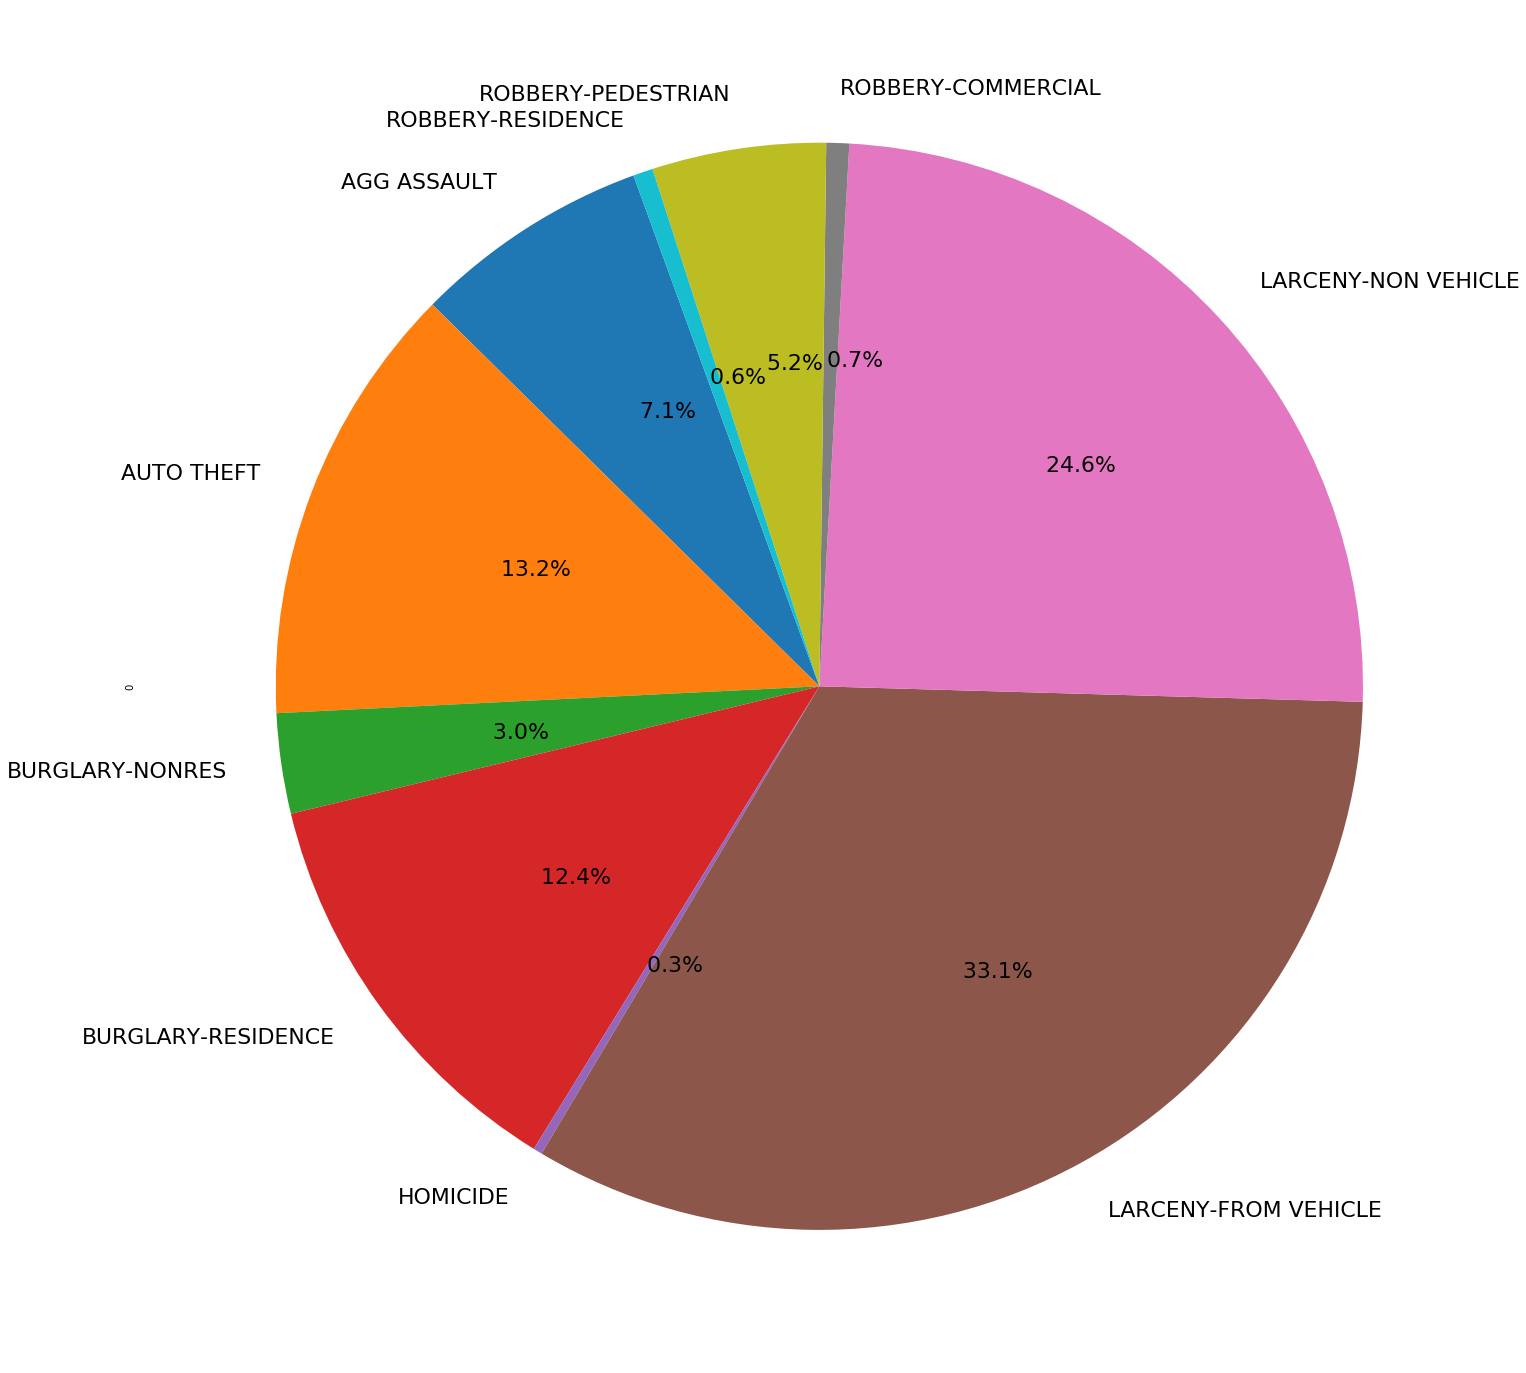 ROBBERY-COMMERCIAL
ROBBERY-PEDESTRIAN
ROBBERY-RESIDENCE
AGG ASSAULT
LARCENY-NON VEHICLE
0.7%
5.2%
0.6%
7.1%
24.6%
AUTO THEFT
13.2%
0
3.0%
BURGLARY-NONRES
12.4%
0.3%
33.1%
BURGLARY-RESIDENCE
HOMICIDE
LARCENY-FROM VEHICLE